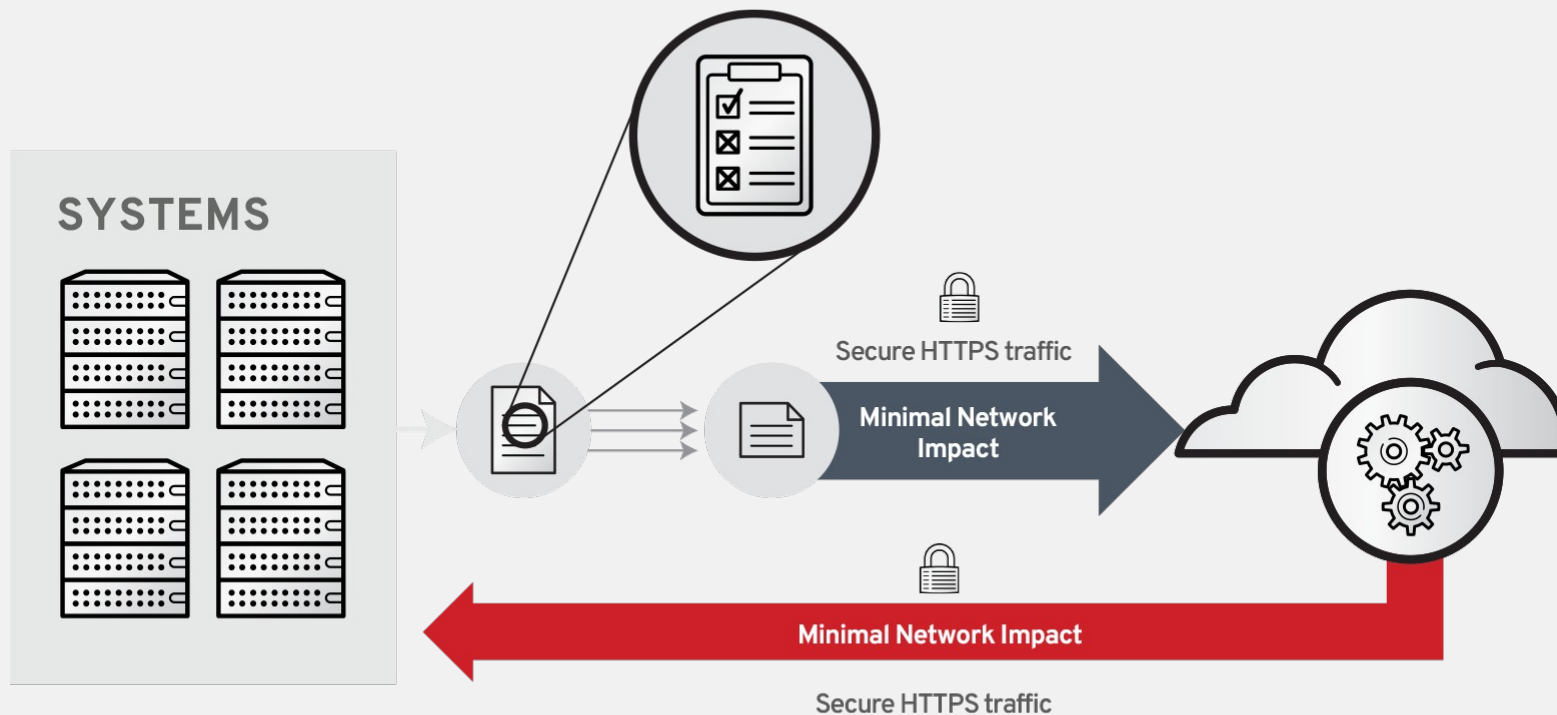 SYSTEMS
Secure HTTPS traffic
Minimal Network
Impact
Minimal Network Impact
Secure HTTPS traffic